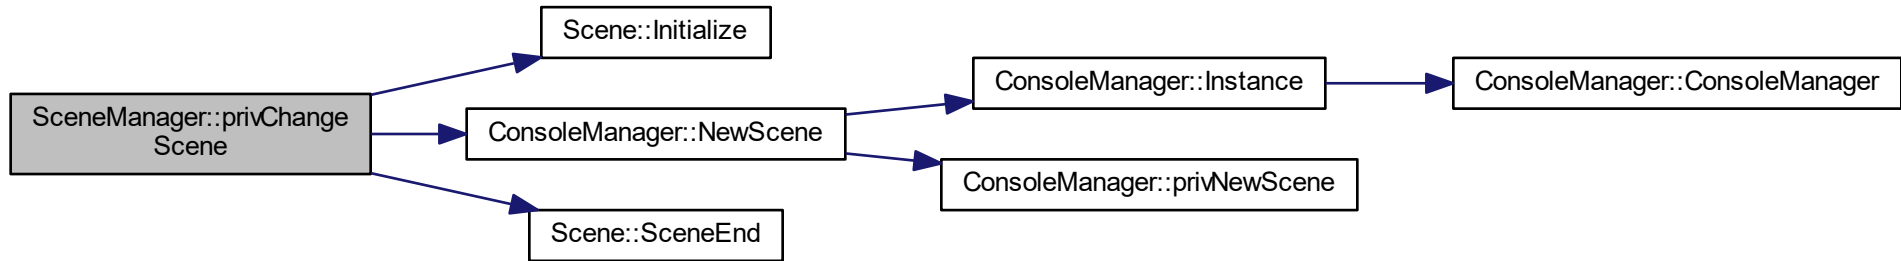 Scene::Initialize
ConsoleManager::Instance
ConsoleManager::ConsoleManager
SceneManager::privChange
Scene
ConsoleManager::NewScene
ConsoleManager::privNewScene
Scene::SceneEnd